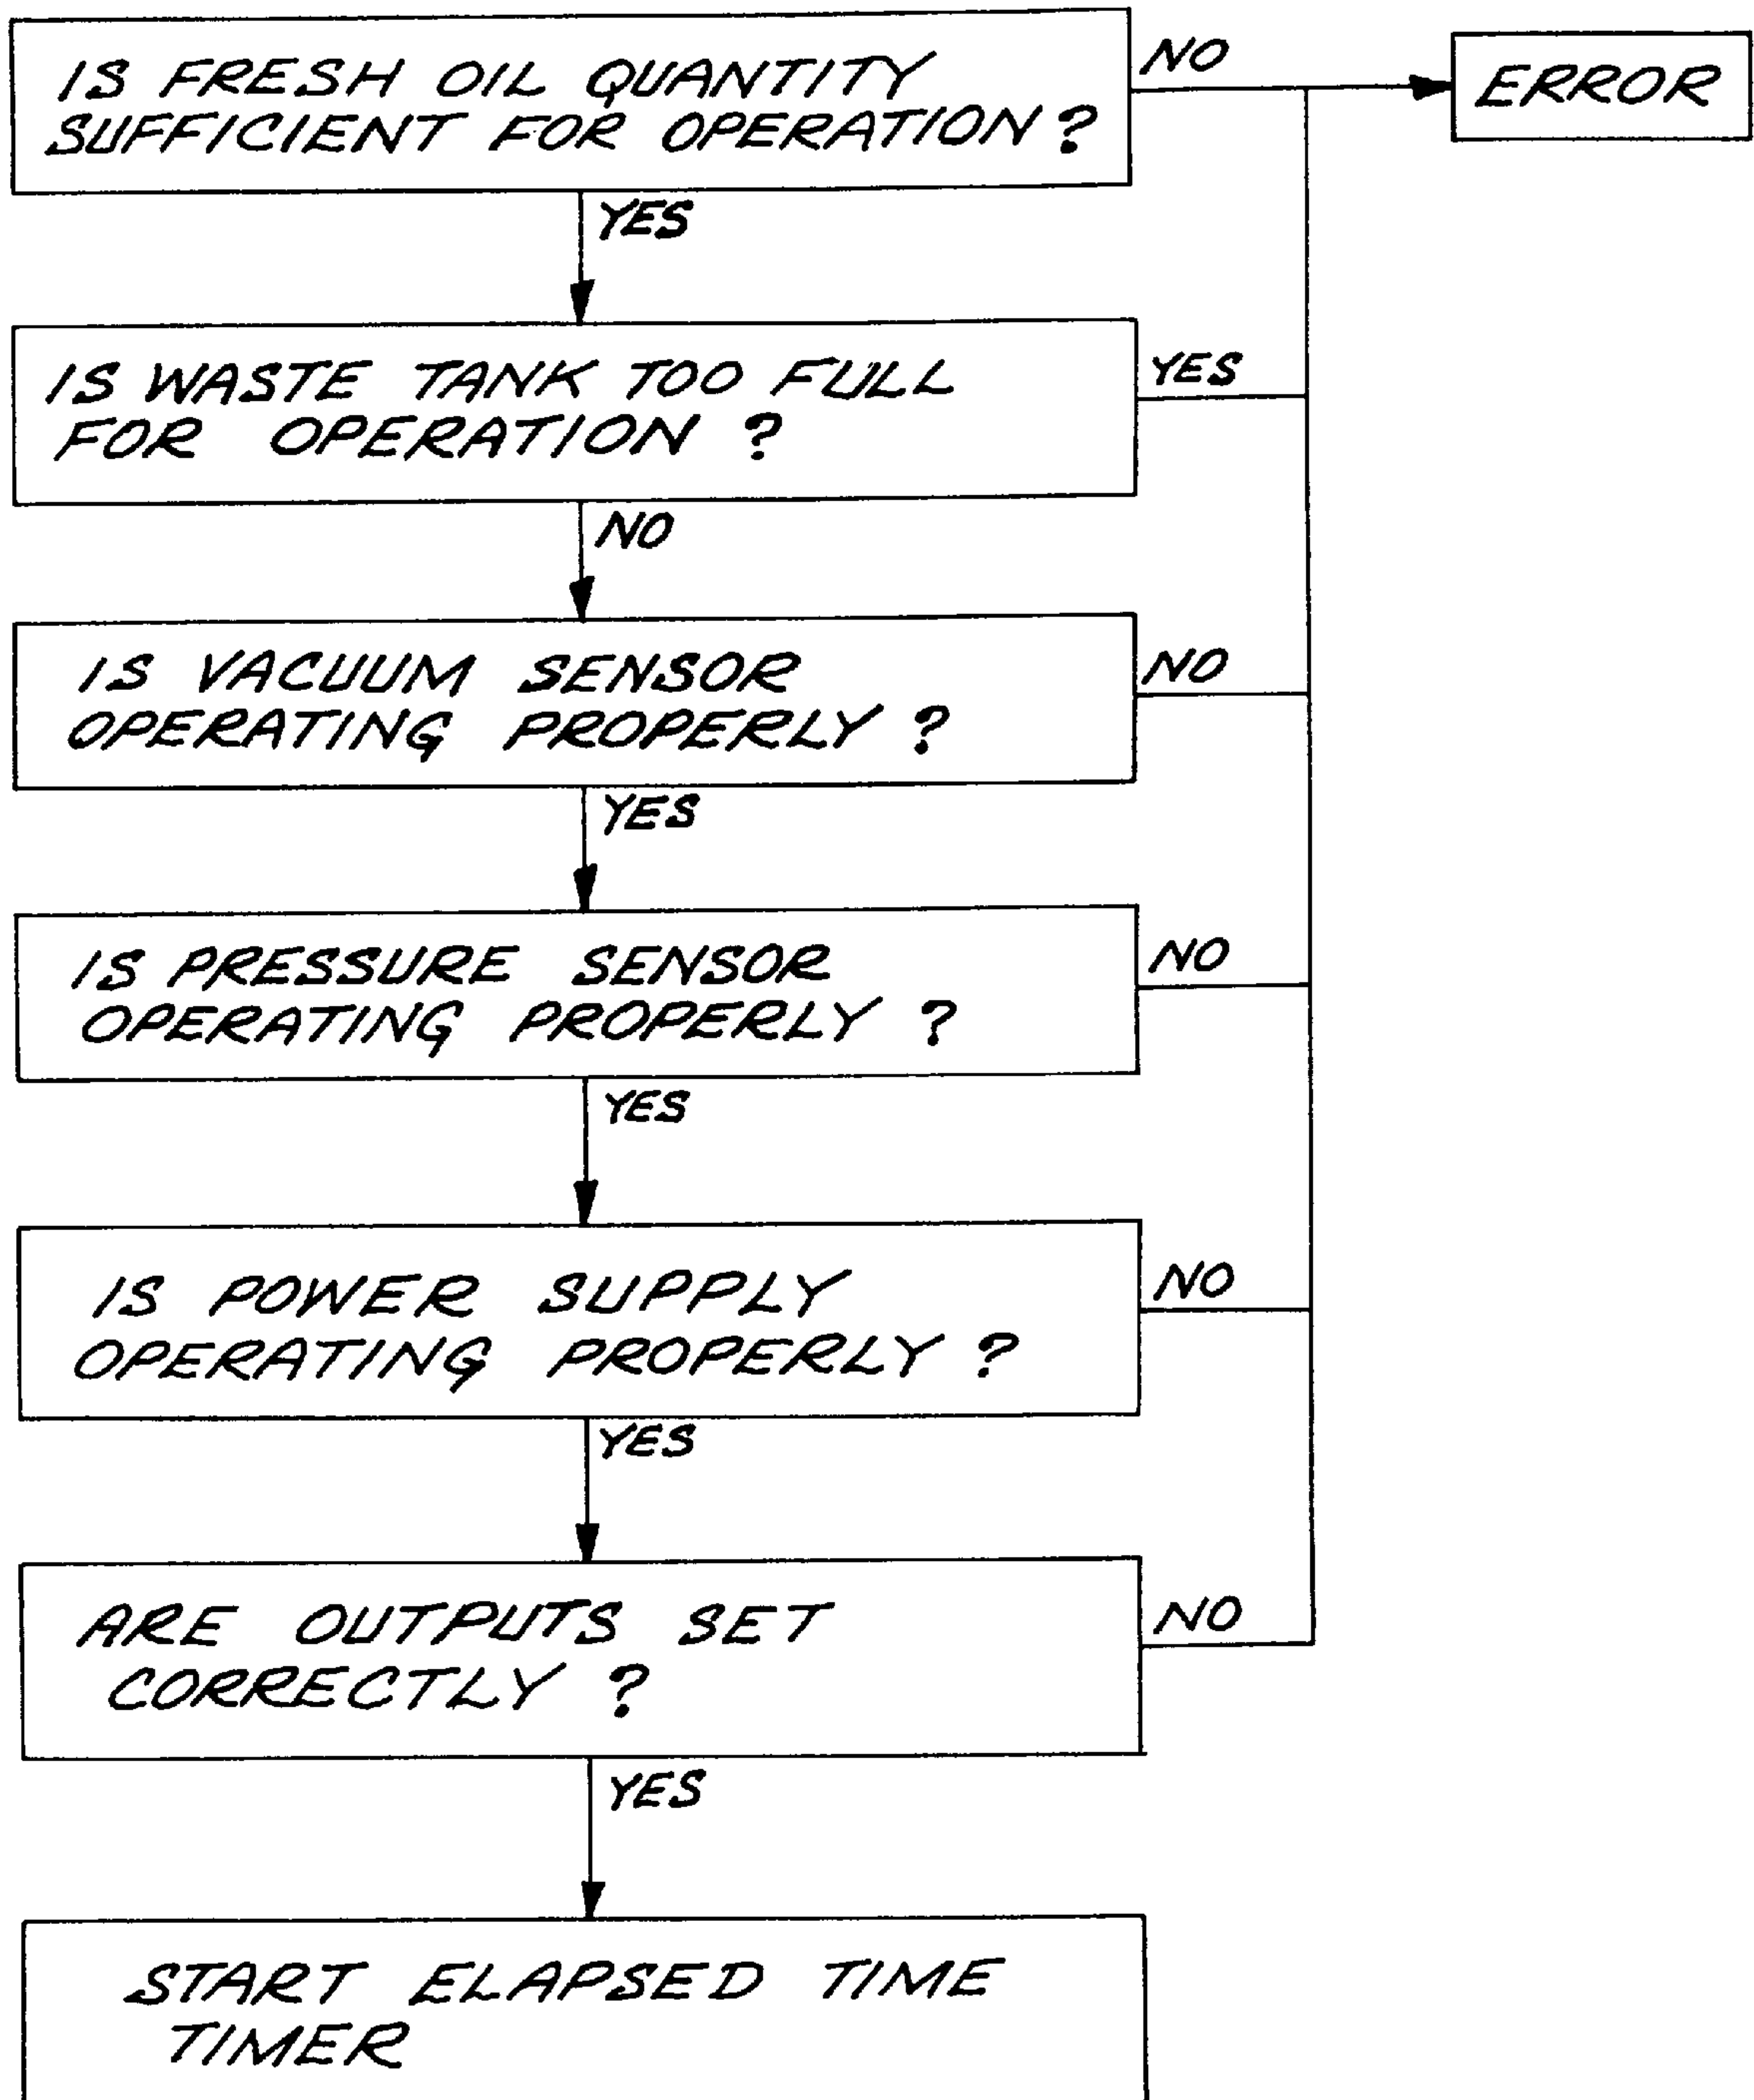 IS FRESH OIL QUANTITY
SUFFICIENT FOR OPERATION ?
NO
ERROR
YES
IS WASTE TANK TOO FULL
FOR OPERATION ?
YES
NO
IS VACUUM SENSOR
OPERATING PROPERLY ?
NO
YES
IS PRESSURE SENSOR
OPERATING PROPERLY ?
NO
YES
IS POWER SUPPLY
OPERATING PROPERLY ?
NO
YES
ARE OUTPUTS SET
CORRECTLY ?
NO
YES
START ELAPSED TIME
TIMER